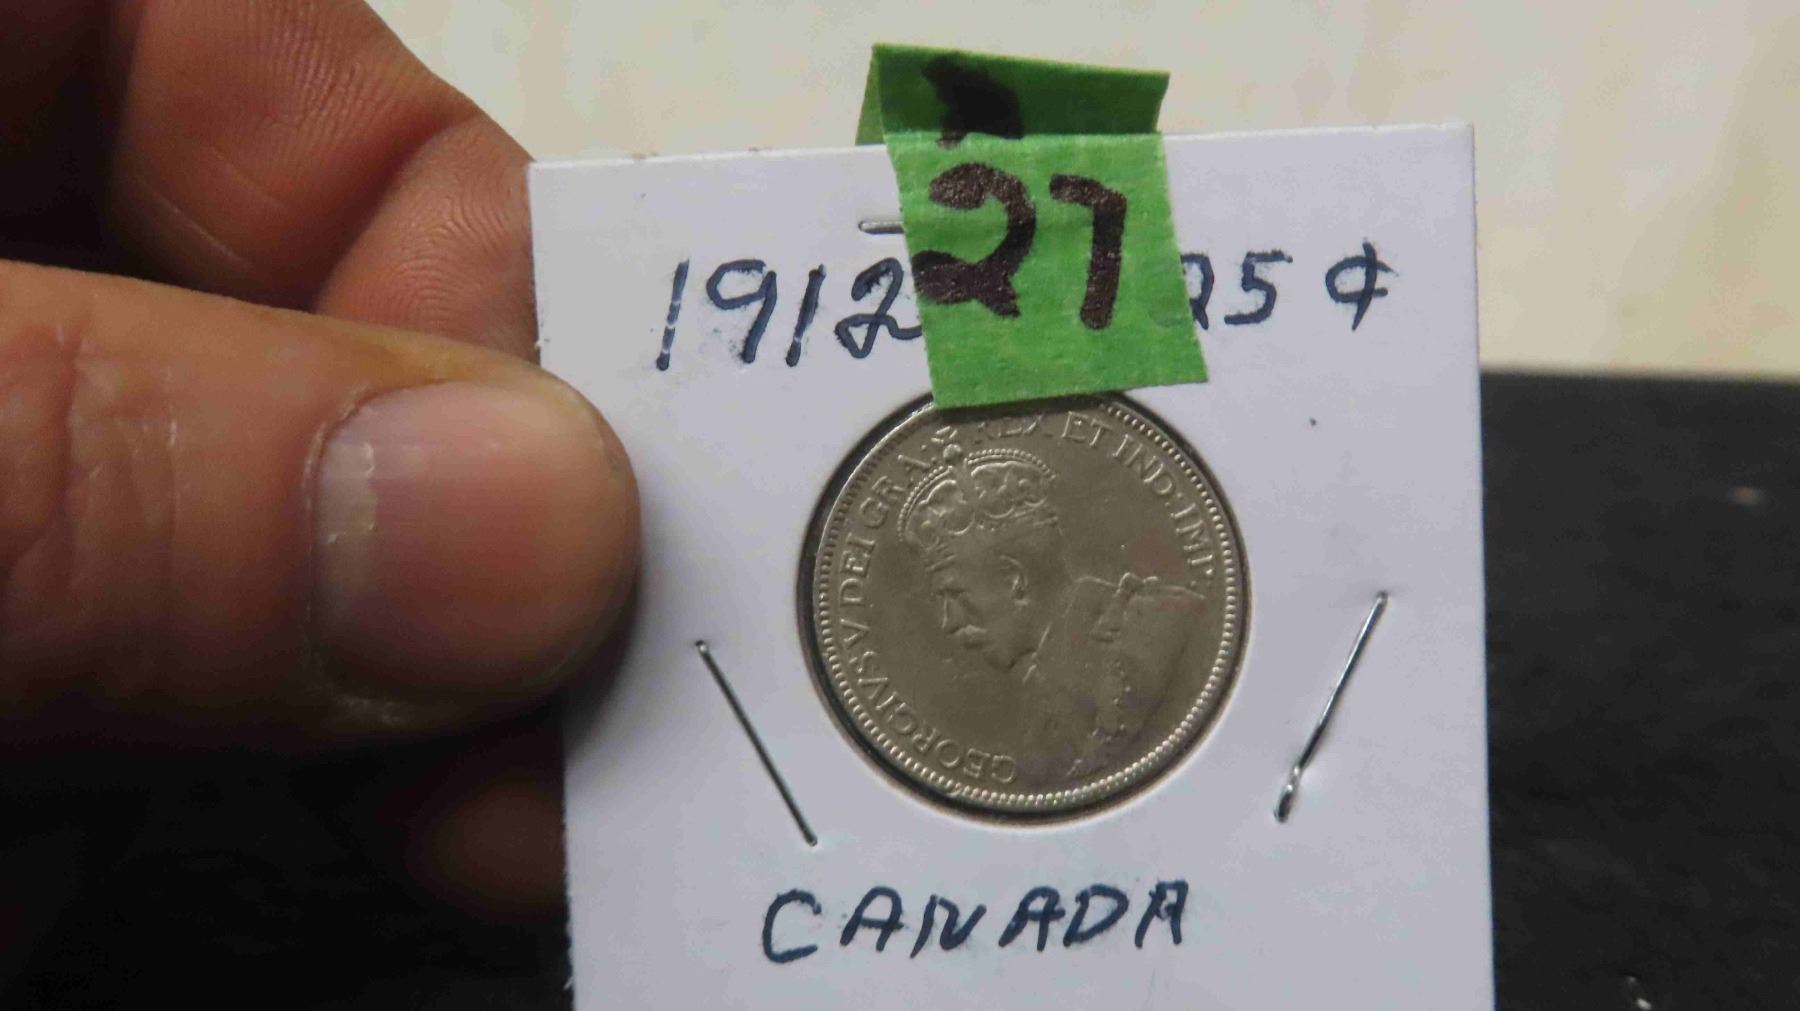 27
1912 25¢
GEORGIVS V DEI GRA: REX ET IND: IMP:
CANADA